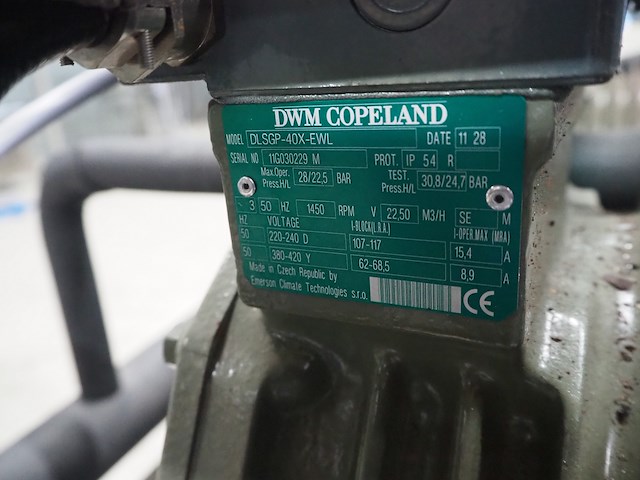 DWM COPELAND
MODEL DLSGP-40X-EWL DATE 11 28
SERIAL NO 11G030229 M PROT. IP 54 R
Max.Oper. Press.H/L 28/22,5 BAR TEST. Press.H/L 30,8/24,7 BAR
3 50 HZ 1450 RPM V 22,50 M3/H SE M
HZ VOLTAGE I-BLOCK(L.R.A.) I-OPER.MAX (MRA)
50 220-240 D 107-117 15,4 A
50 380-420 Y 62-68,5 8,9 A
Made in Czech Republic by
Emerson Climate Technologies s.r.o. CE